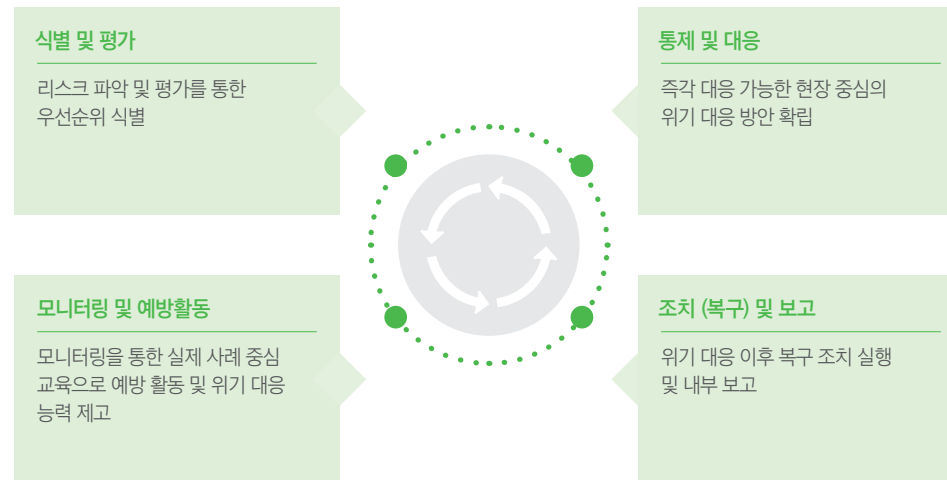 식별 및 평가
리스크 파악 및 평가를 통한
우선순위 식별
통제 및 대응
즉각 대응 가능한 현장 중심의
위기 대응 방안 확립
모니터링 및 예방활동
모니터링을 통한 실제 사례 중심
교육으로 예방 활동 및 위기 대응
능력 제고
조치 (복구) 및 보고
위기 대응 이후 복구 조치 실행
및 내부 보고